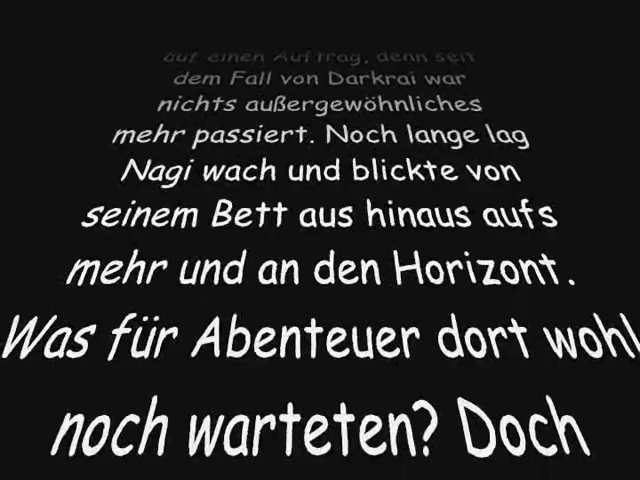 auf einen Auftrag, denn seit
dem Fall von Darkrai war
nichts außergewöhnliches
mehr passiert. Noch lange lag
Nagi wach und blickte von
seinem Bett aus hinaus aufs
mehr und an den Horizont.
Was für Abenteuer dort wohl
noch warteten? Doch